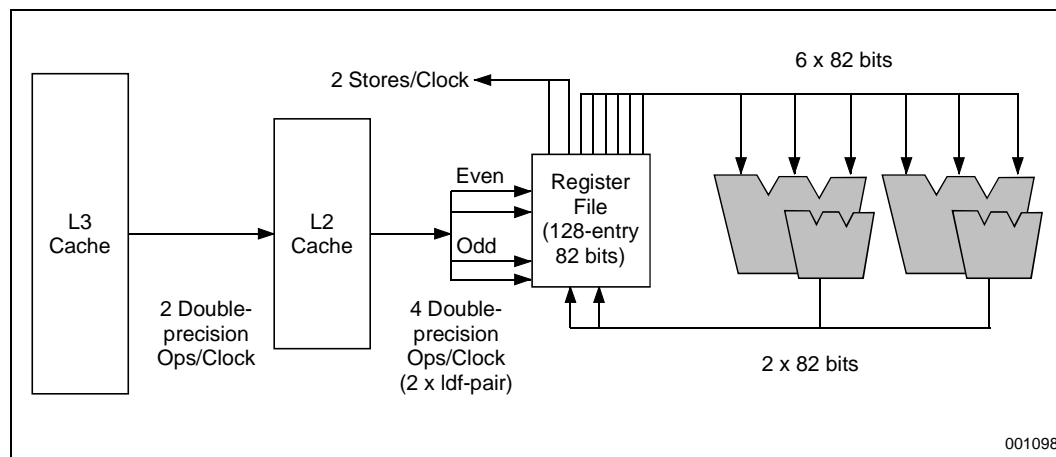 6 x 82 bits
2 Stores/Clock
L3
Cache
L2
Cache
Even
Odd
Register
File
(128-entry
82 bits)
2 Double-
precision
Ops/Clock
4 Double-
precision
Ops/Clock
(2 x ldf-pair)
2 x 82 bits
001098